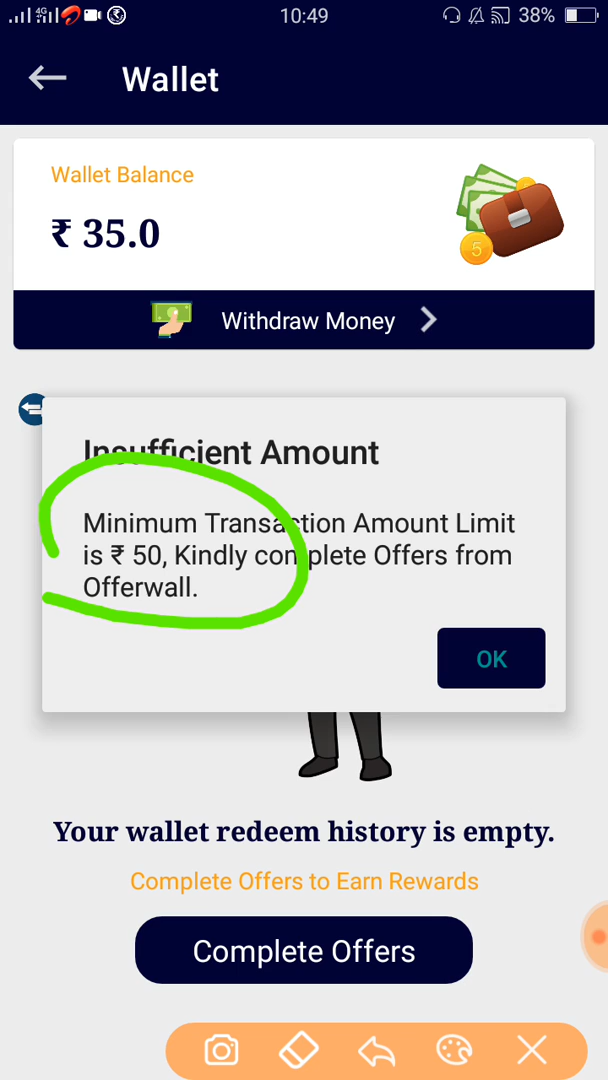 4G
10:49
38%
Wallet
Wallet Balance
₹ 35.0
5
Withdraw Money
Insufficient Amount
Minimum Transaction Amount Limit
is ₹ 50, Kindly complete Offers from
Offerwall.
OK
Your wallet redeem history is empty.
Complete Offers to Earn Rewards
Complete Offers